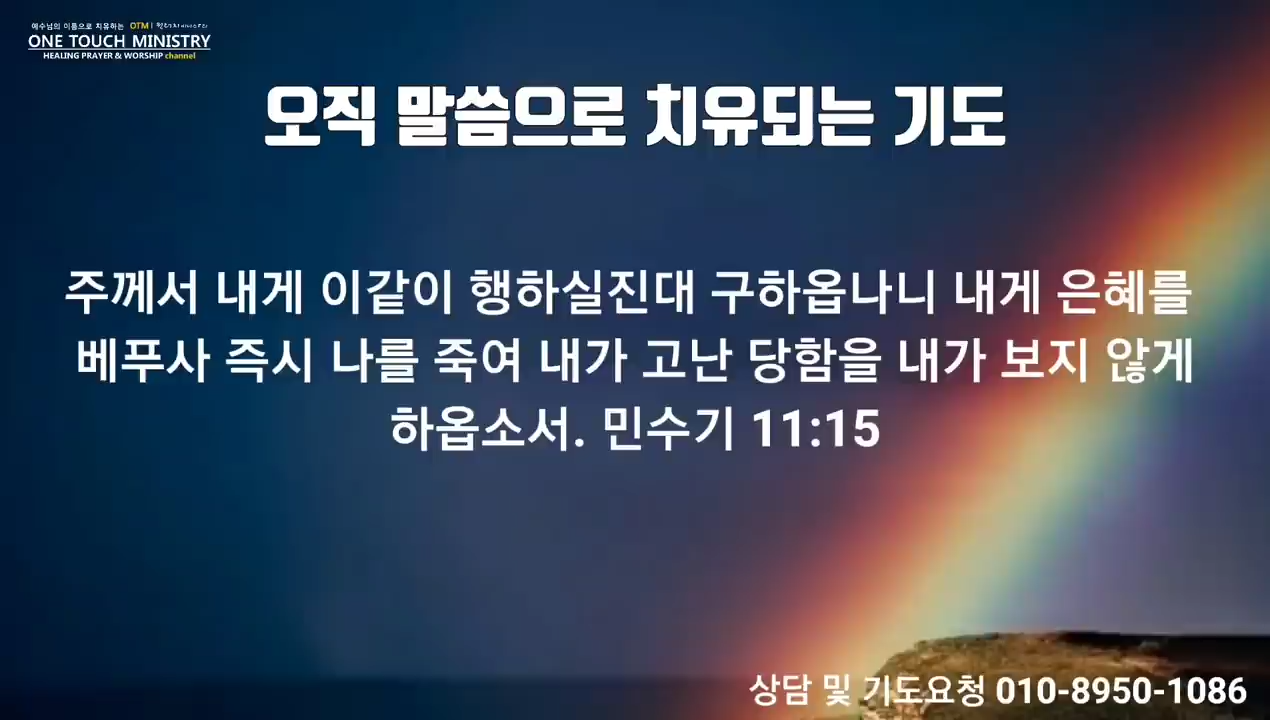 예수님의 이름으로 치유하는 OTM |
ONE TOUCH MINISTRY
HEALING PRAYER & WORSHIP channel
오직 말씀으로 치유되는 기도
주께서 내게 이같이 행하실진대 구하옵나니 내게 은혜를
베푸사 즉시 나를 죽여 내가 고난 당함을 내가 보지 않게
하옵소서. 민수기 11:15
상담 및 기도요청 010-8950-1086